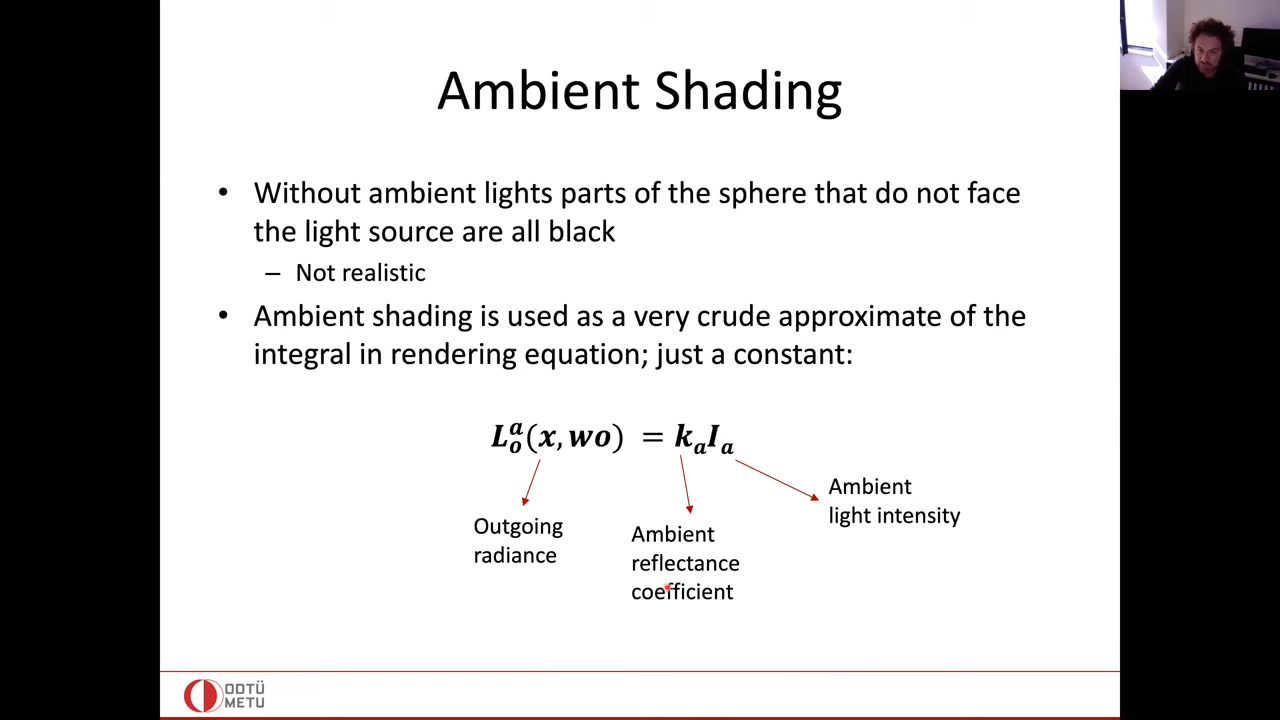 Ambient Shading
• Without ambient lights parts of the sphere that do not face
the light source are all black
– Not realistic
• Ambient shading is used as a very crude approximate of the
integral in rendering equation; just a constant:
L_o^a(x, wo) = k_a I_a
Ambient
light intensity
Outgoing
radiance
Ambient
reflectance
coefficient
ODTÜ
METU